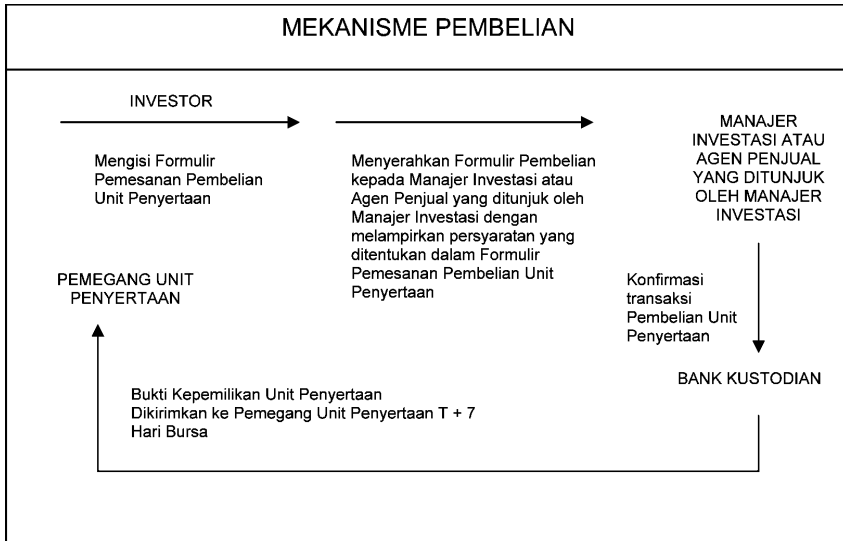 MEKANISME PEMBELIAN
INVESTOR
Mengisi Formulir
Pemesanan Pembelian
Unit Penyertaan
Menyerahkan Formulir Pembelian
kepada Manajer Investasi atau
Agen Penjual yang ditunjuk oleh
Manajer Investasi dengan
melampirkan persyaratan yang
ditentukan dalam Formulir
Pemesanan Pembelian Unit
Penyertaan
MANAJER
INVESTASI ATAU
AGEN PENJUAL
YANG DITUNJUK
OLEH MANAJER
INVESTASI
Konfirmasi
transaksi
Pembelian Unit
Penyertaan
BANK KUSTODIAN
Bukti Kepemilikan Unit Penyertaan
Dikirimkan ke Pemegang Unit Penyertaan T + 7
Hari Bursa
PEMEGANG UNIT
PENYERTAAN